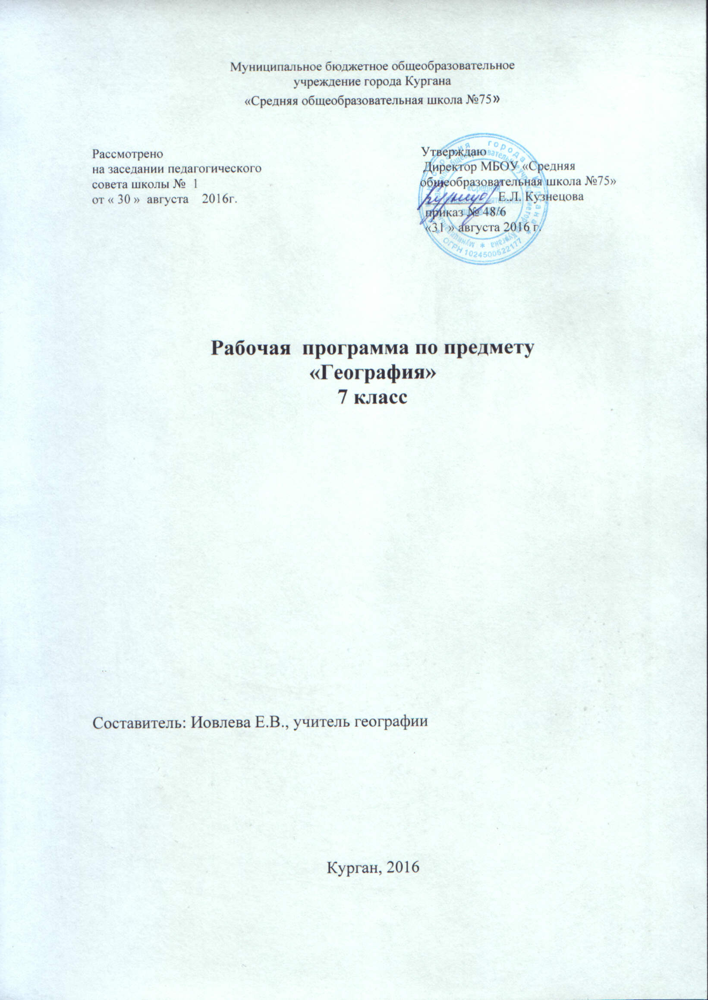 Муниципальное бюджетное общеобразовательное
учреждение города Кургана
«Средняя общеобразовательная школа №75»
Рассмотрено
на заседании педагогического
совета школы № 1
от « 30 » августа 2016г.
Утверждаю
Директор МБОУ «Средняя
общеобразовательная школа №75»
Е.Л. Кузнецова
приказ № 48/6
«31 » августа 2016 г.
города Кургана
ОГРН 1024500522177
Рабочая программа по предмету
«География»
7 класс
Составитель: Иовлева Е.В., учитель географии
Курган, 2016